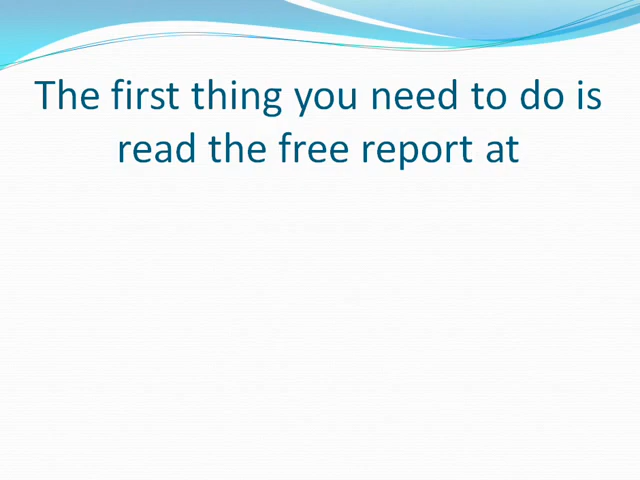 The first thing you need to do is
read the free report at